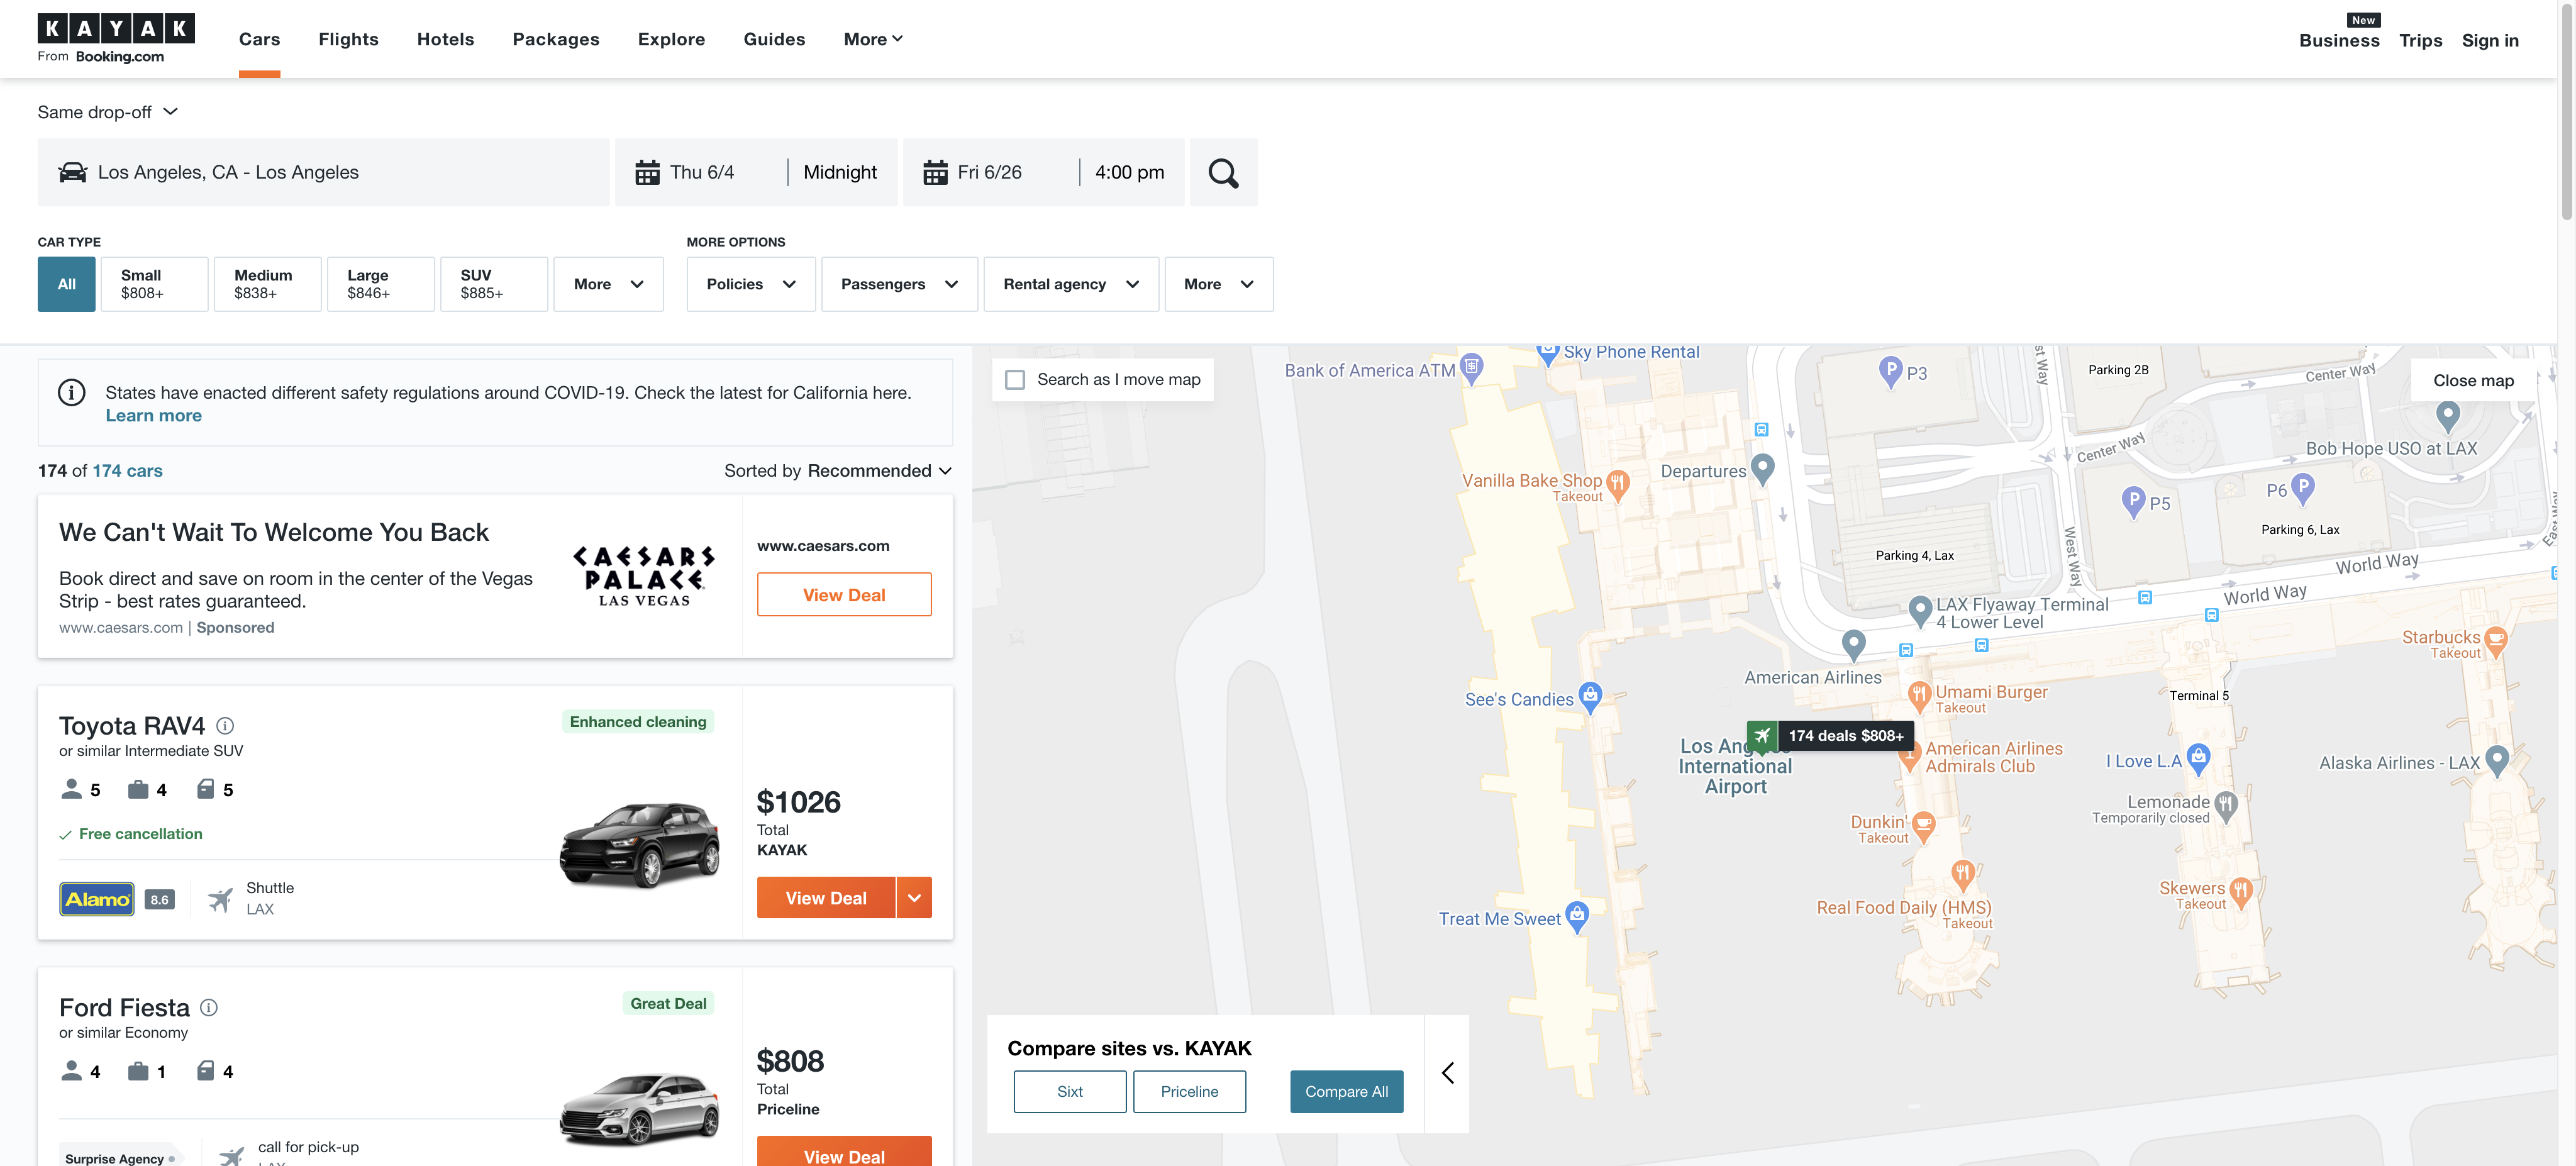 KAYAK
From Booking.com
Cars
Flights
Hotels
Packages
Explore
Guides
More
New
Business
Trips
Sign in
Same drop-off
Los Angeles, CA - Los Angeles
Thu 6/4
Midnight
Fri 6/26
4:00 pm
CAR TYPE
All
Small
$808+
Medium
$838+
Large
$846+
SUV
$885+
More
MORE OPTIONS
Policies
Passengers
Rental agency
More
States have enacted different safety regulations around COVID-19. Check the latest for California here.
Learn more
174 of 174 cars
Sorted by Recommended
We Can't Wait To Welcome You Back
Book direct and save on room in the center of the Vegas
Strip - best rates guaranteed.
www.caesars.com | Sponsored
CAESARS
PALACE
LAS VEGAS
www.caesars.com
View Deal
Toyota RAV4
or similar Intermediate SUV
Enhanced cleaning
5
4
5
Free cancellation
Alamo
8.6
Shuttle
LAX
$1026
Total
KAYAK
View Deal
Ford Fiesta
or similar Economy
Great Deal
4
1
4
Surprise Agency
call for pick-up
$808
Total
Priceline
View Deal
Search as I move map
Close map
Bank of America ATM
Sky Phone Rental
P P3
Parking 2B
Center Way
Center Way
st Way
West Way
Bob Hope USO at LAX
Vanilla Bake Shop
Takeout
Departures
P P5
P6 P
Parking 6, Lax
Parking 4, Lax
World Way
World Way
LAX Flyaway Terminal
4 Lower Level
American Airlines
Starbucks
Takeout
See's Candies
Umami Burger
Takeout
Terminal 5
174 deals $808+
Los Ang
International
Airport
American Airlines
Admirals Club
I Love L.A
Alaska Airlines - LAX
Lemonade
Temporarily closed
Dunkin'
Takeout
Skewers
Takeout
Real Food Daily (HMS)
Takeout
Treat Me Sweet
Compare sites vs. KAYAK
Sixt
Priceline
Compare All